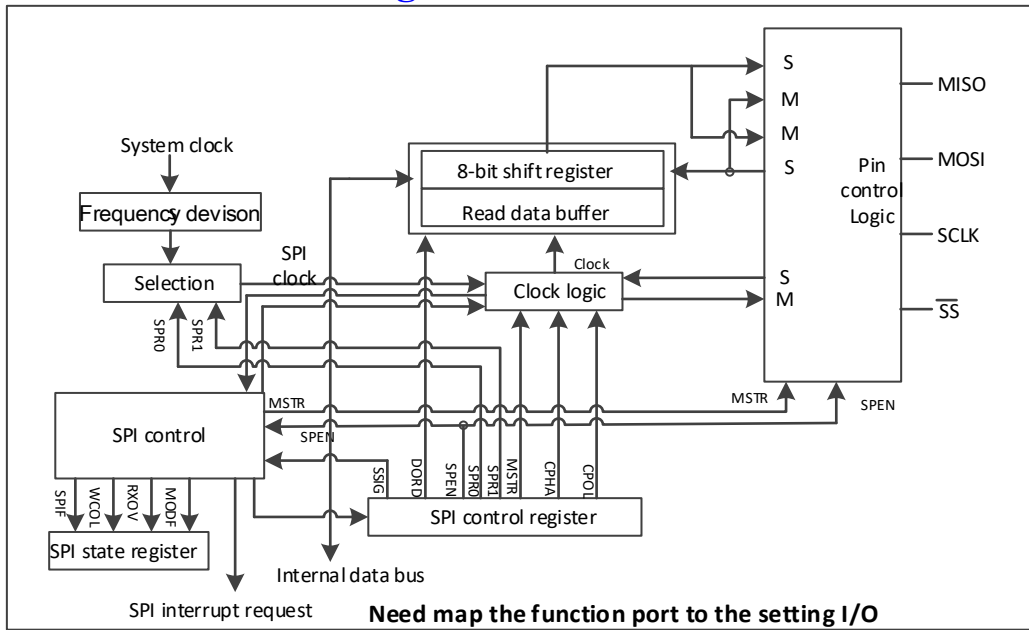 S
MISO
M
System clock
M
8-bit shift register
S
MOSI
Pin
control
Logic
Frequency devison
s
Read data buffer
SPI
clock
SCLK
Selection
Clock
Clock logic
S
M
SS
SPR0
SPR1
MSTR
SPEN
MSTR
SPEN
SPI control
SSIG
DORD
SPEN
SPR0
SPR1
MSTR
CPHA
CPOL
SPI control register
SPIF
WCOL
RXOV
MODF
SPI state register
Internal data bus
SPI interrupt request
Need map the function port to the setting I/O